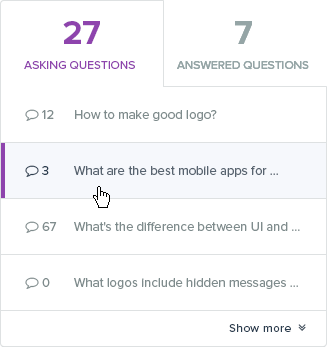 27
ASKING QUESTIONS
7
ANSWERED QUESTIONS
12 How to make good logo?
3 What are the best mobile apps for ...
67 What's the difference between UI and ...
0 What logos include hidden messages ...
Show more